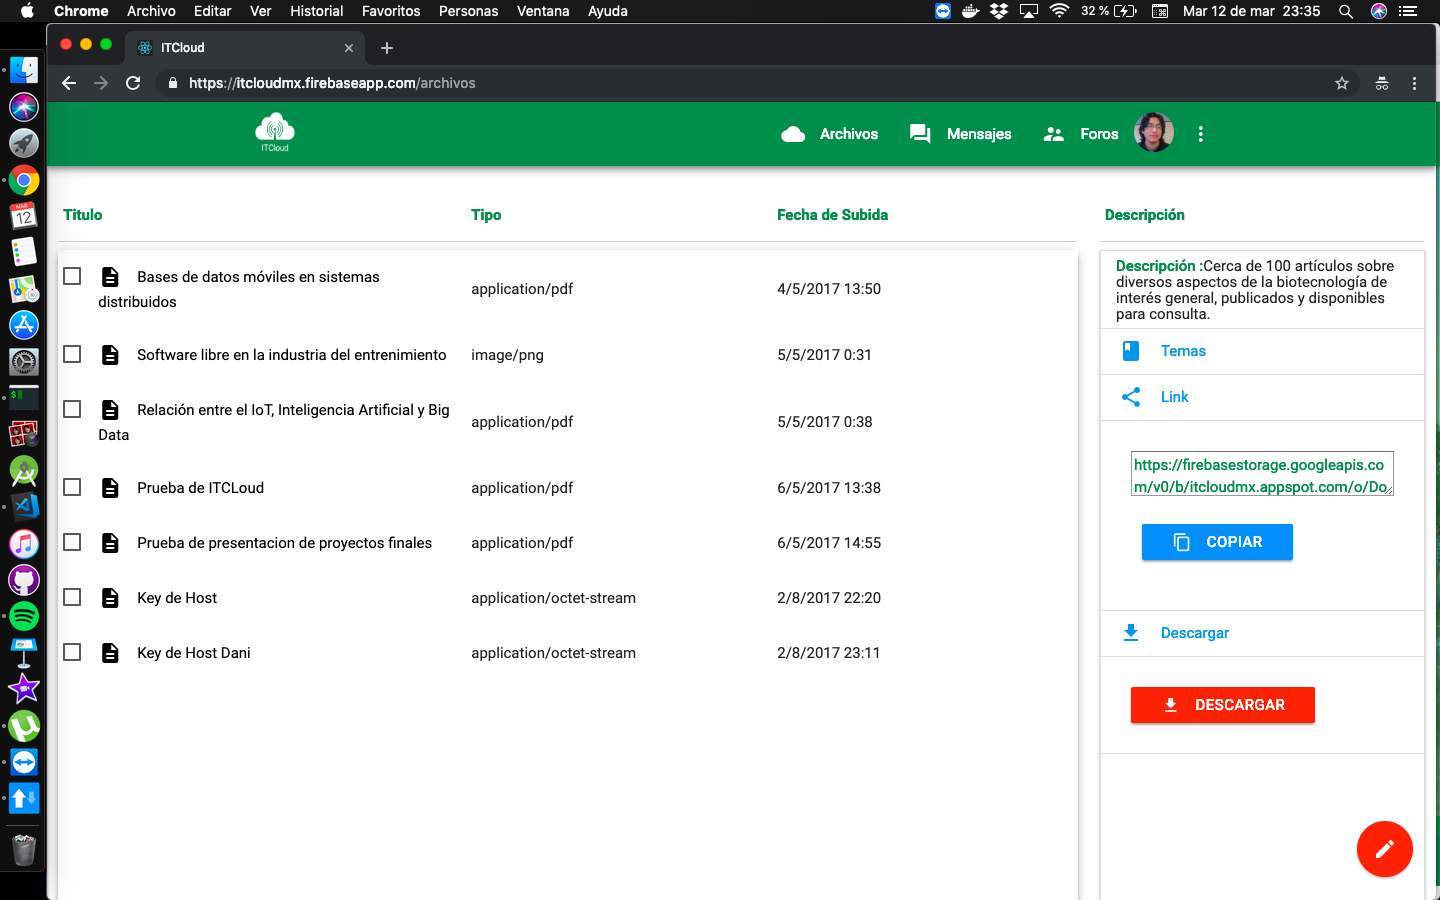 Chrome Archivo Editar Ver Historial Favoritos Personas Ventana Ayuda 32 % Mar 12 de mar 23:35
ITCloud
https://itcloudmx.firebaseapp.com/archivos
ITCloud
Archivos Mensajes Foros
Titulo Tipo Fecha de Subida Descripción
Bases de datos móviles en sistemas
distribuidos
application/pdf 4/5/2017 13:50
Software libre en la industria del entrenimiento image/png 5/5/2017 0:31
Relación entre el IoT, Inteligencia Artificial y Big
Data
application/pdf 5/5/2017 0:38
Prueba de ITCLoud application/pdf 6/5/2017 13:38
Prueba de presentacion de proyectos finales application/pdf 6/5/2017 14:55
Key de Host application/octet-stream 2/8/2017 22:20
Key de Host Dani application/octet-stream 2/8/2017 23:11
Descripción :Cerca de 100 artículos sobre
diversos aspectos de la biotecnología de
interés general, publicados y disponibles
para consulta.
Temas
Link
https://firebasestorage.googleapis.co
m/v0/b/itcloudmx.appspot.com/o/Do
COPIAR
Descargar
DESCARGAR
MAR
12